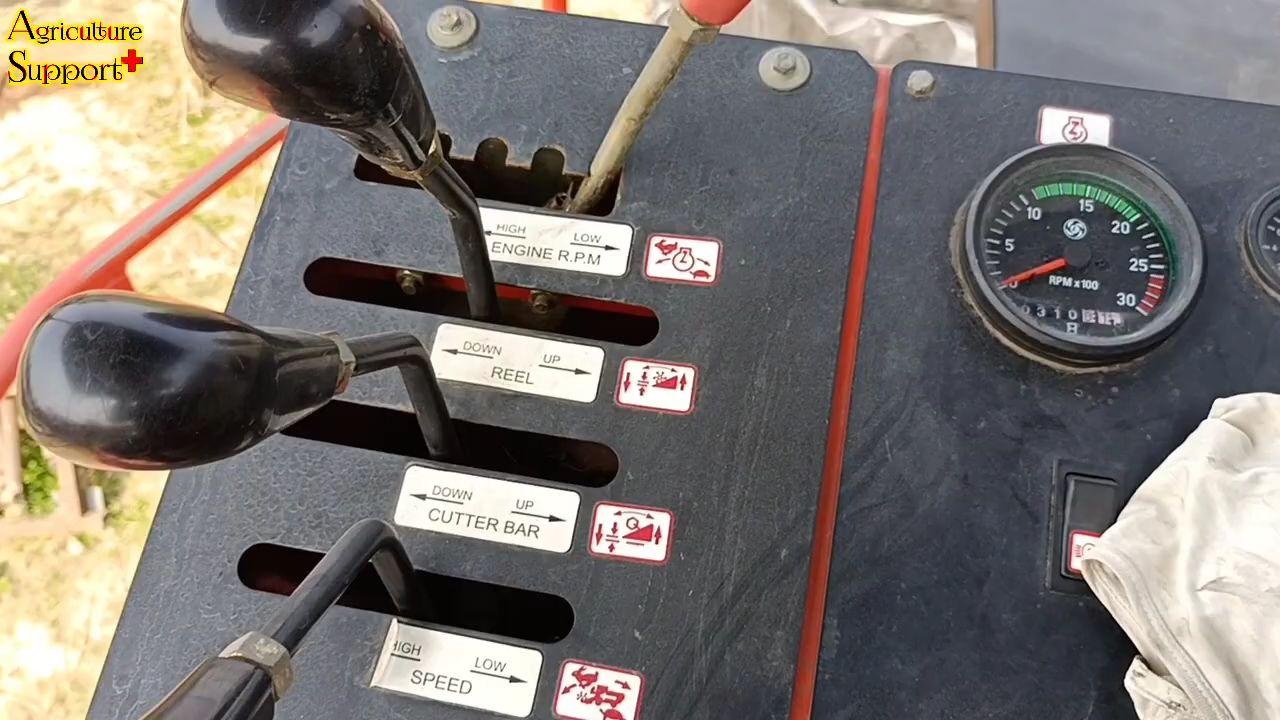 Agriculture
Support
HIGH LOW
ENGINE R.P.M
DOWN UP
REEL
DOWN UP
CUTTER BAR
HIGH LOW
SPEED
0 5 10 15 20 25 30
RPM x 100